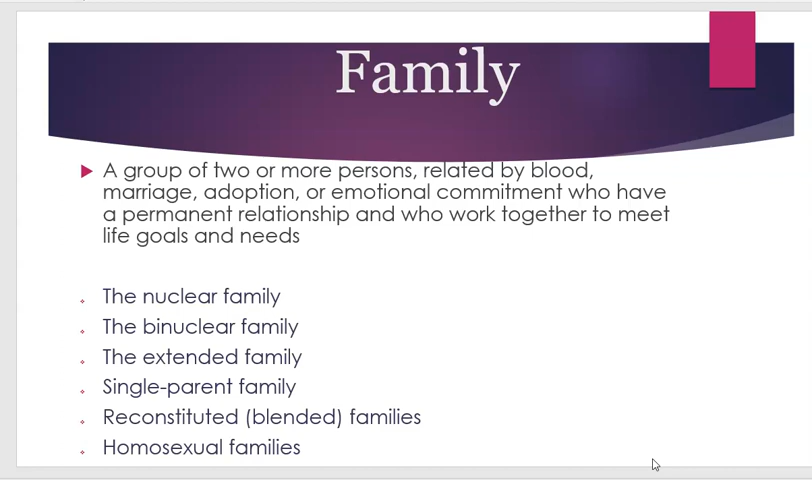 Family
A group of two or more persons, related by blood,
marriage, adoption, or emotional commitment who have
a permanent relationship and who work together to meet
life goals and needs
The nuclear family
The binuclear family
The extended family
Single-parent family
Reconstituted (blended) families
Homosexual families